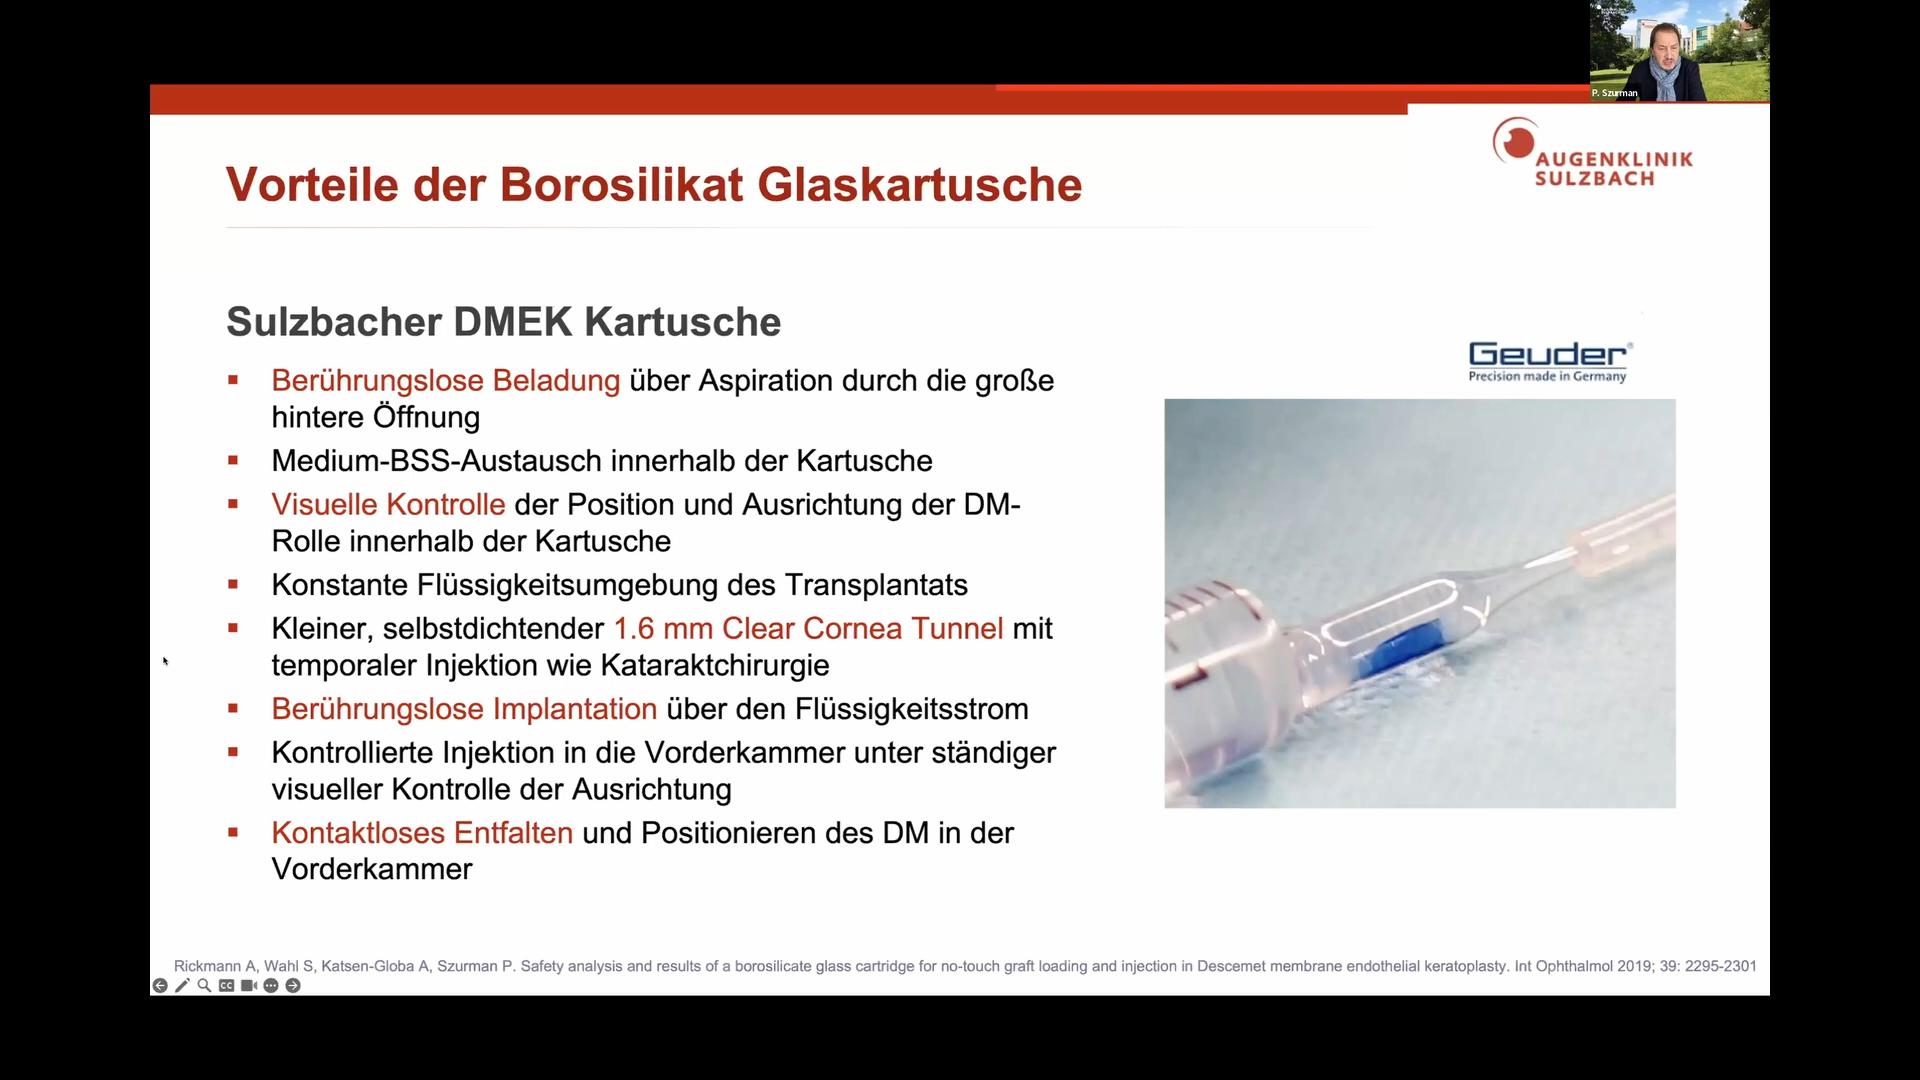 P. Szurman
AUGENKLINIK
SULZBACH
Vorteile der Borosilikat Glaskartusche
Sulzbacher DMEK Kartusche
Geuder®
Precision made in Germany
▪ Berührungslose Beladung über Aspiration durch die große
hintere Öffnung
▪ Medium-BSS-Austausch innerhalb der Kartusche
▪ Visuelle Kontrolle der Position und Ausrichtung der DM-
Rolle innerhalb der Kartusche
▪ Konstante Flüssigkeitsumgebung des Transplantats
▪ Kleiner, selbstdichtender 1.6 mm Clear Cornea Tunnel mit
temporaler Injektion wie Kataraktchirurgie
▪ Berührungslose Implantation über den Flüssigkeitsstrom
▪ Kontrollierte Injektion in die Vorderkammer unter ständiger
visueller Kontrolle der Ausrichtung
▪ Kontaktloses Entfalten und Positionieren des DM in der
Vorderkammer
Rickmann A, Wahl S, Katsen-Globa A, Szurman P. Safety analysis and results of a borosilicate glass cartridge for no-touch graft loading and injection in Descemet membrane endothelial keratoplasty. Int Ophthalmol 2019; 39: 2295-2301
CC